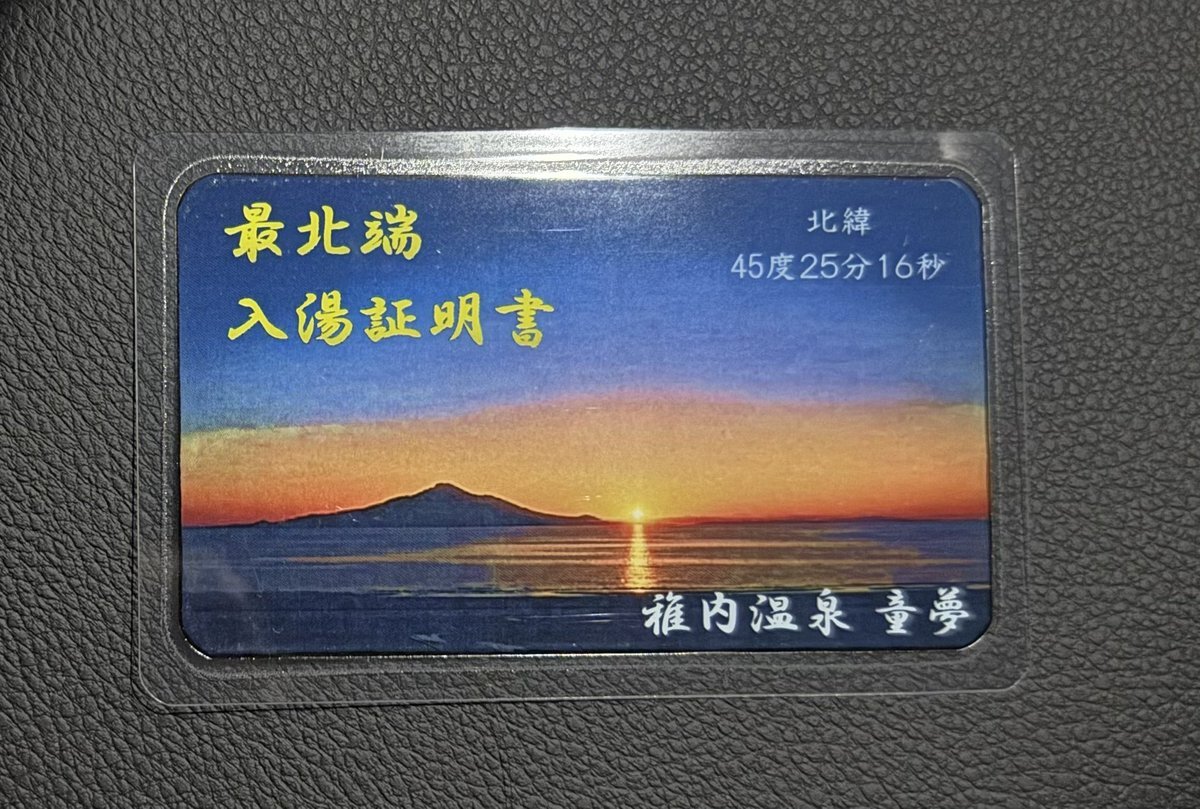 最北端
入湯証明書
北緯
45度25分16秒
稚内温泉 童夢